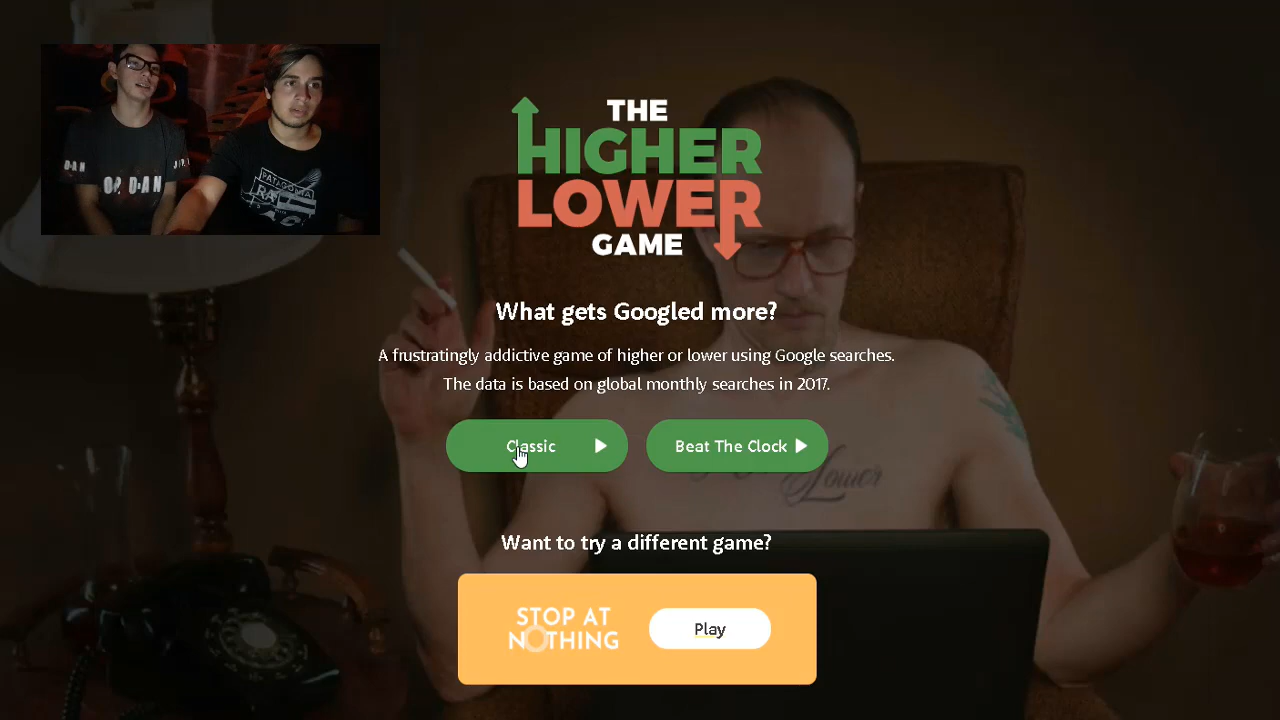 THE
HIGHER
LOWER
GAME
What gets Googled more?
A frustratingly addictive game of higher or lower using Google searches.
The data is based on global monthly searches in 2017.
Classic
Beat The Clock
Want to try a different game?
STOP AT
NOTHING
Play
PATAGONIA
Lower